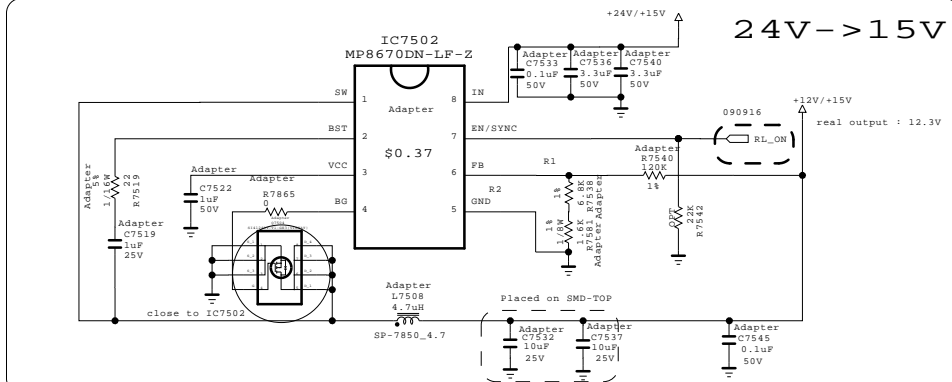 24V->15V
+24V/+15V
IC7502
MP8670DN-LF-Z
Adapter
C7533
0.1uF
50V
Adapter
C7536
3.3uF
50V
Adapter
C7540
3.3uF
50V
SW
1
Adapter
8
IN
+12V/+15V
real output : 12.3V
090916
RL_ON
BST
2
7
EN/SYNC
$0.37
VCC
3
6
FB
R1
Adapter
R7540
120K
1%
BG
4
5
GND
R2
Adapter
5%
1/16W
22
R7519
Adapter
C7522
1uF
50V
Adapter
R7865
0
Adapter
C7519
1uF
25V
1%
6.8K
R7538
Adapter
1%
1/8W
1.6K
R7581
Adapter
OPT
22K
R7542
close to IC7502
Adapter
L7508
4.7uH
SP-7850_4.7
Placed on SMD-TOP
Adapter
C7532
10uF
25V
Adapter
C7537
10uF
25V
Adapter
C7545
0.1uF
50V